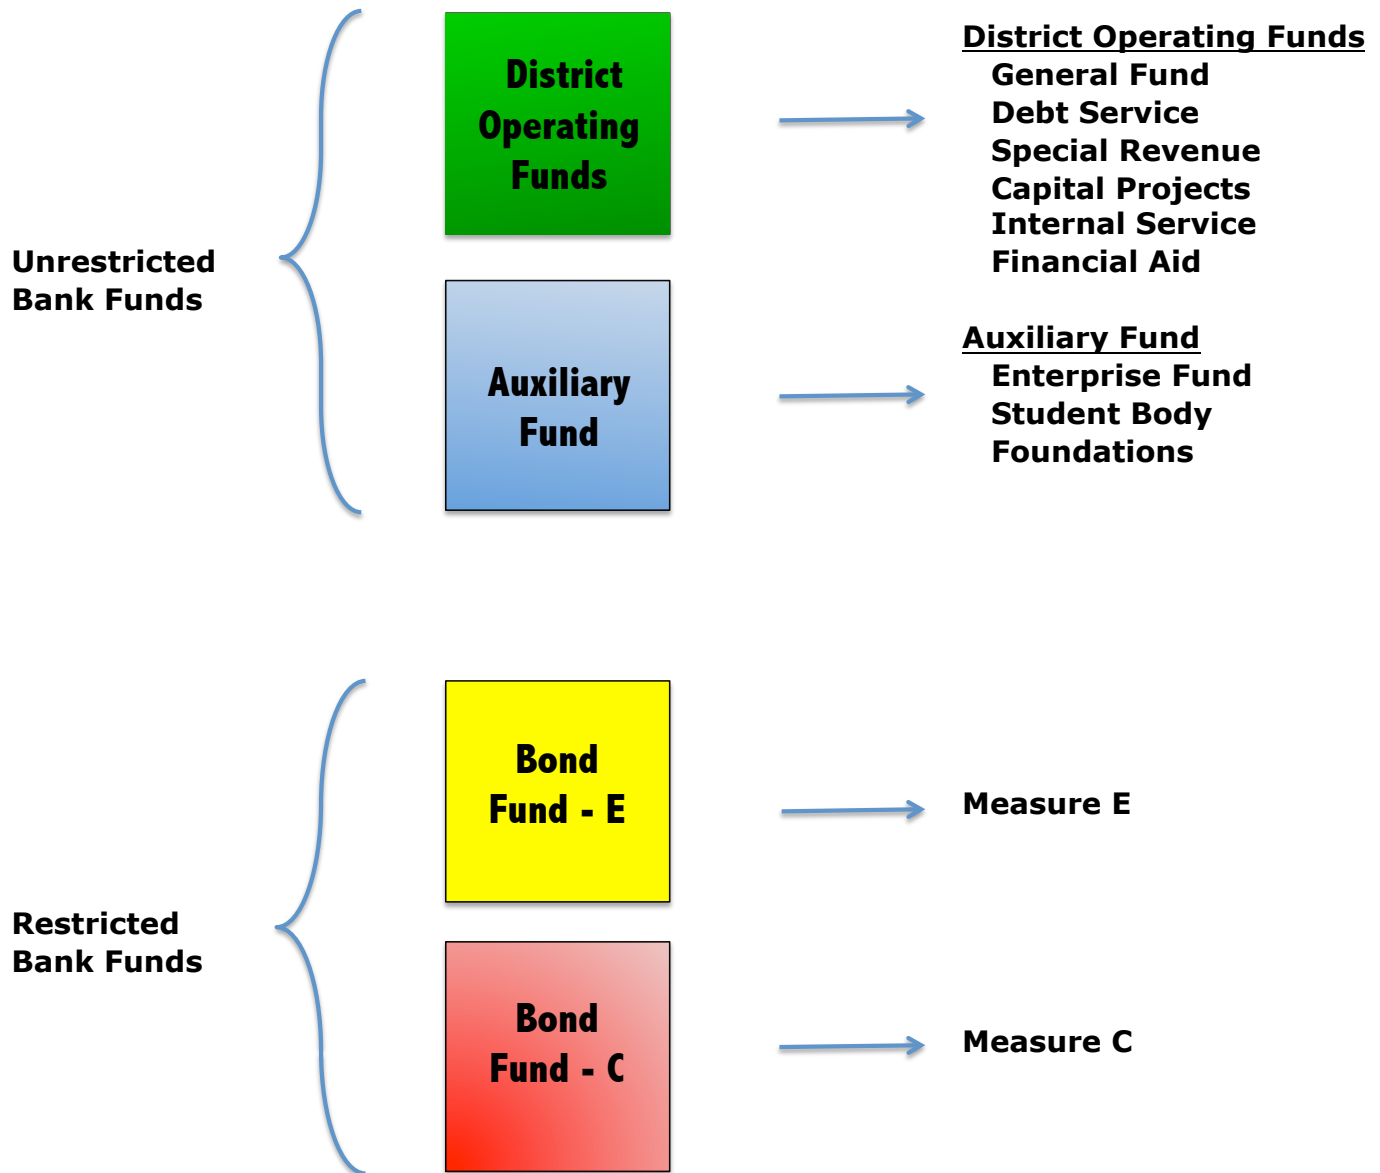 Unrestricted
Bank Funds
District
Operating
Funds
District Operating Funds
General Fund
Debt Service
Special Revenue
Capital Projects
Internal Service
Financial Aid
Auxiliary
Fund
Auxiliary Fund
Enterprise Fund
Student Body
Foundations
Restricted
Bank Funds
Bond
Fund - E
Measure E
Bond
Fund - C
Measure C